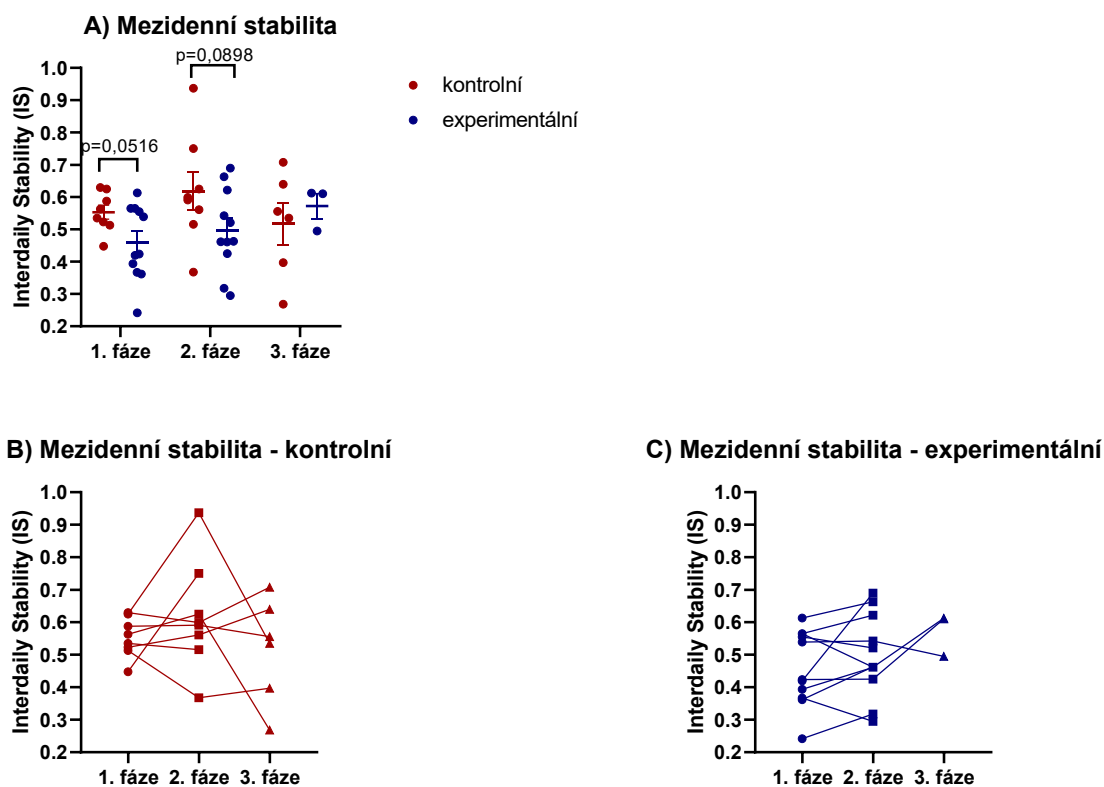 A) Mezidenní stabilita
p=0,0898
p=0,0516
Interdaily Stability (IS)
1.0
0.9
0.8
0.7
0.6
0.5
0.4
0.3
0.2
1. fáze 2. fáze 3. fáze
kontrolní
experimentální
B) Mezidenní stabilita - kontrolní
Interdaily Stability (IS)
1.0
0.9
0.8
0.7
0.6
0.5
0.4
0.3
0.2
1. fáze 2. fáze 3. fáze
C) Mezidenní stabilita - experimentální
Interdaily Stability (IS)
1.0
0.9
0.8
0.7
0.6
0.5
0.4
0.3
0.2
1. fáze 2. fáze 3. fáze